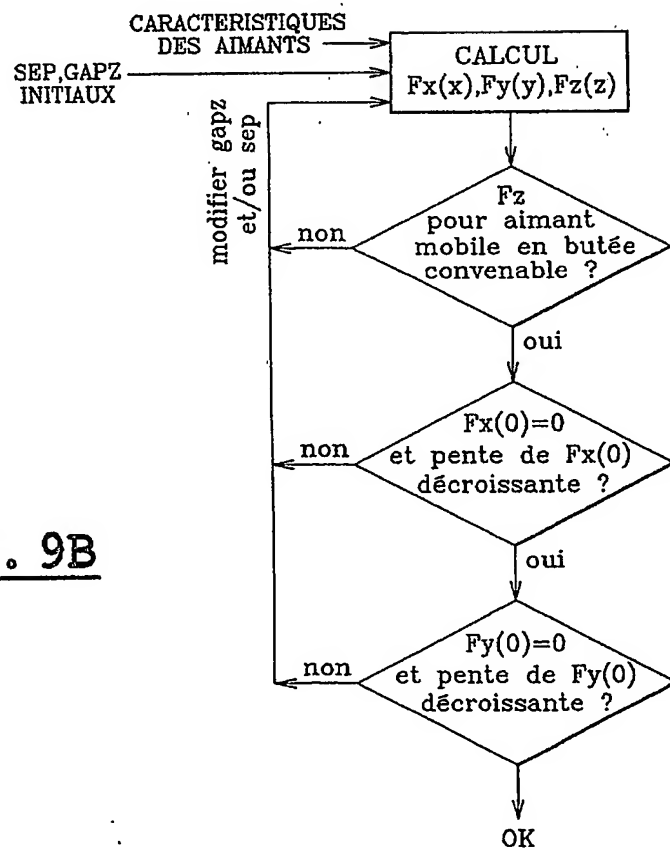 CARACTERISTIQUES
DES AIMANTS
SEP,GAPZ
INITIAUX
CALCUL
Fx(x),Fy(y),Fz(z)
modifier gapz
et/ou sep
Fz
pour aimant
mobile en butée
convenable ?
non
oui
Fx(0)=0
et pente de Fx(0)
décroissante ?
non
oui
. 9B
Fy(0)=0
et pente de Fy(0)
décroissante ?
non
OK